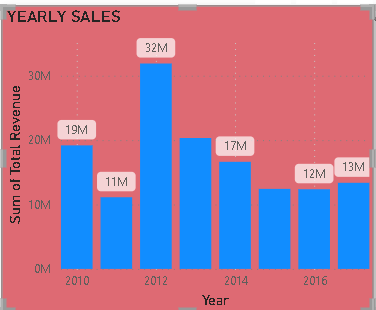 YEARLY SALES
32M
30M
19M
20M
17M
11M
12M
13M
10M
0M
Sum of Total Revenue
2010
2012
2014
2016
Year